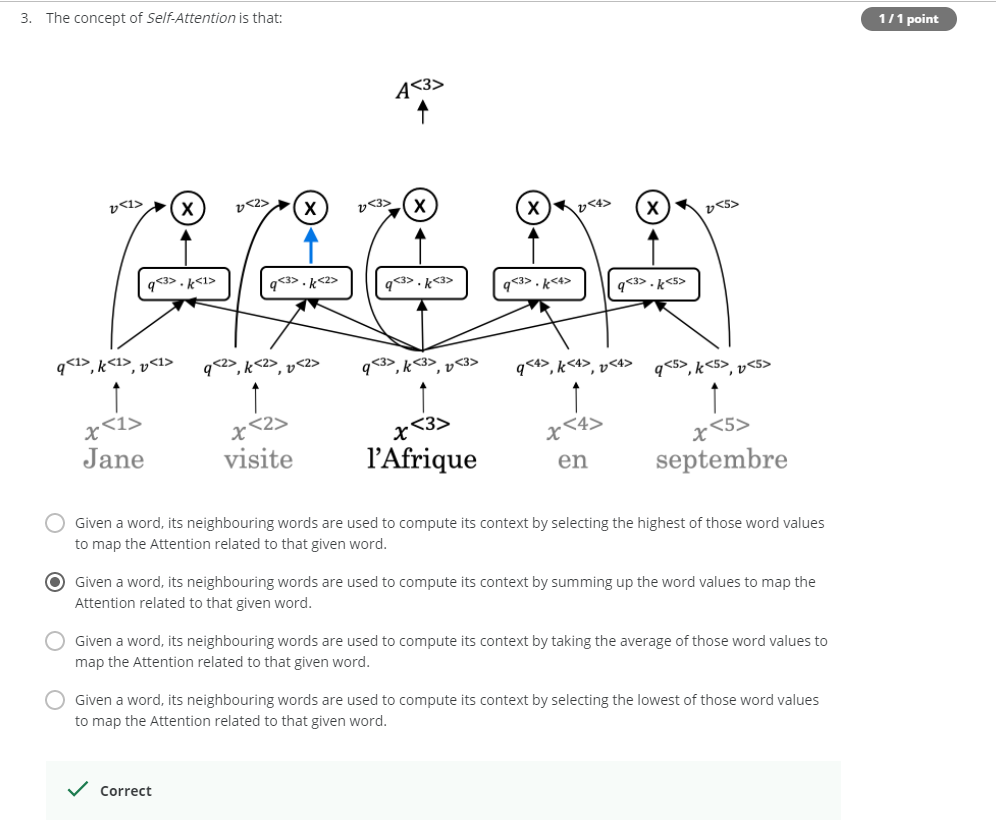 3. The concept of Self-Attention is that:
1 / 1 point
A<3>
v<1> X v<2> X v<3> X X v<4> X v<5>
q<3> . k<1> q<3> . k<2> q<3> . k<3> q<3> . k<4> q<3> . k<5>
q<1>, k<1>, v<1> q<2>, k<2>, v<2> q<3>, k<3>, v<3> q<4>, k<4>, v<4> q<5>, k<5>, v<5>
x<1> x<2> x<3> x<4> x<5>
Jane visite l'Afrique en septembre
Given a word, its neighbouring words are used to compute its context by selecting the highest of those word values
to map the Attention related to that given word.
Given a word, its neighbouring words are used to compute its context by summing up the word values to map the
Attention related to that given word.
Given a word, its neighbouring words are used to compute its context by taking the average of those word values to
map the Attention related to that given word.
Given a word, its neighbouring words are used to compute its context by selecting the lowest of those word values
to map the Attention related to that given word.
Correct